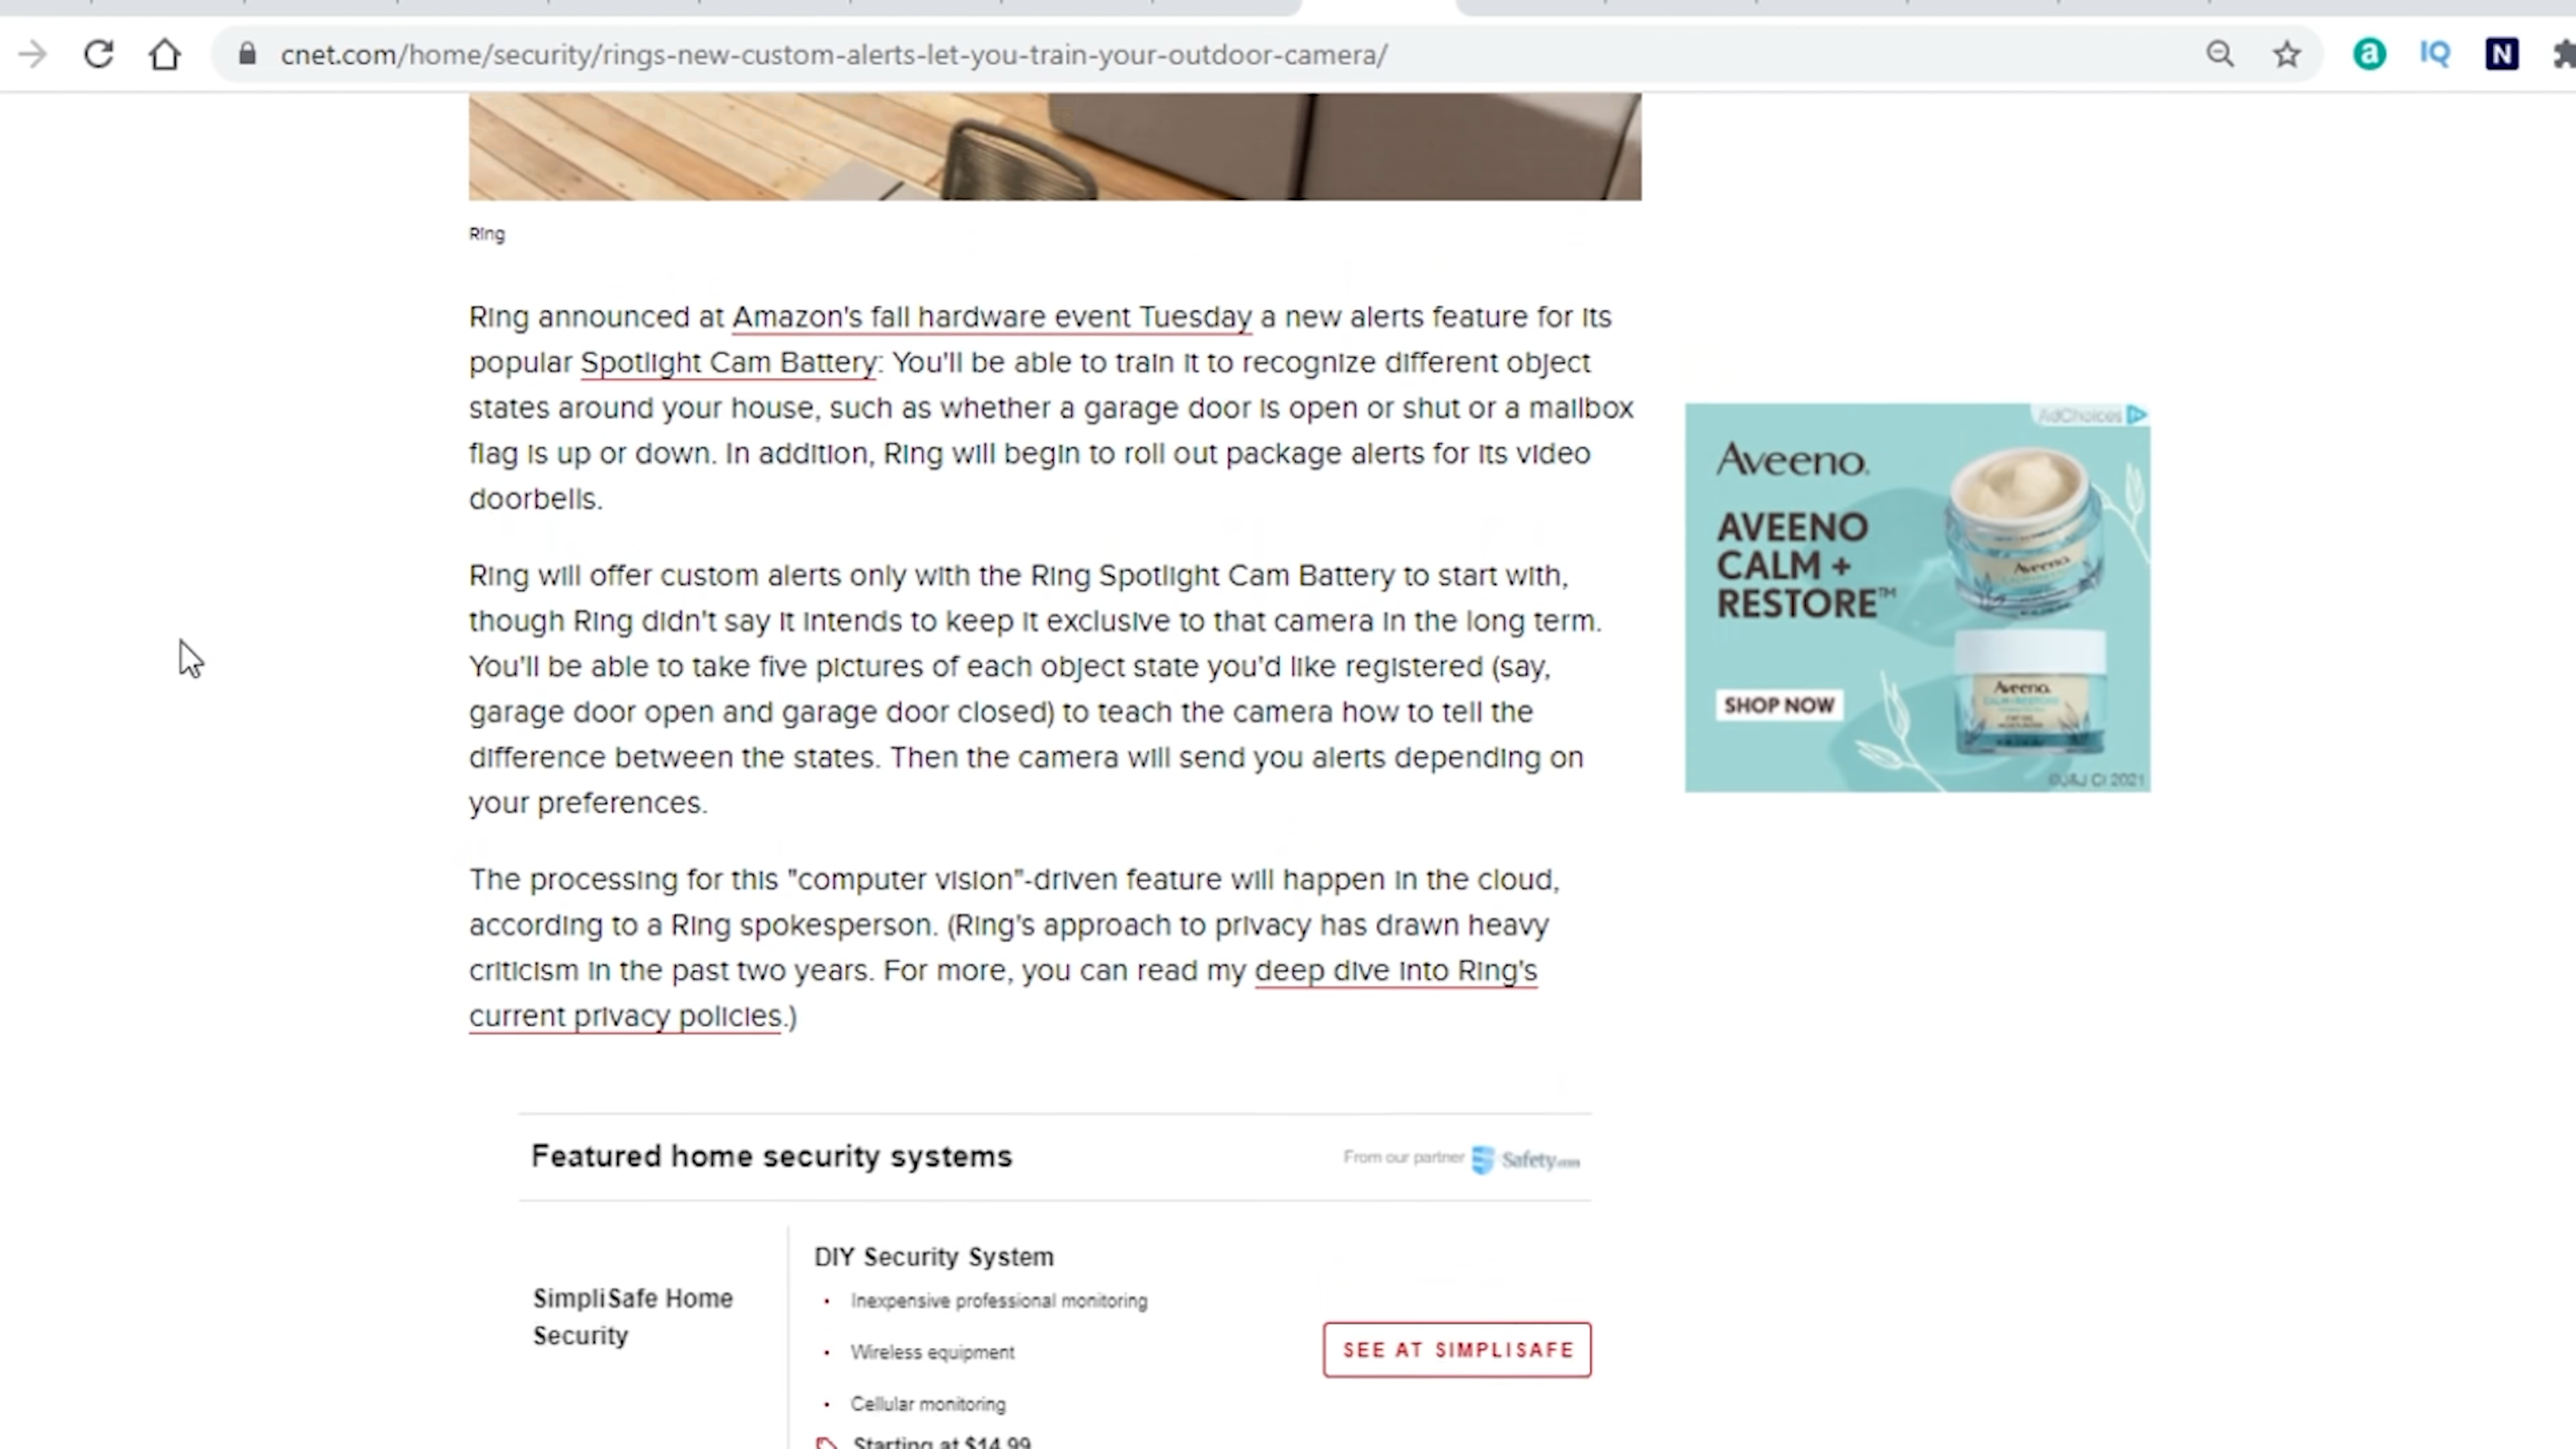 cnet.com/home/security/rings-new-custom-alerts-let-you-train-your-outdoor-camera/
a
IQ
N
Ring
Ring announced at Amazon's fall hardware event Tuesday a new alerts feature for its
popular Spotlight Cam Battery: You'll be able to train it to recognize different object
states around your house, such as whether a garage door is open or shut or a mailbox
flag is up or down. In addition, Ring will begin to roll out package alerts for its video
doorbells.
Ring will offer custom alerts only with the Ring Spotlight Cam Battery to start with,
though Ring didn't say it intends to keep it exclusive to that camera in the long term.
You'll be able to take five pictures of each object state you'd like registered (say,
garage door open and garage door closed) to teach the camera how to tell the
difference between the states. Then the camera will send you alerts depending on
your preferences.
The processing for this "computer vision"-driven feature will happen in the cloud,
according to a Ring spokesperson. (Ring's approach to privacy has drawn heavy
criticism in the past two years. For more, you can read my deep dive into Ring's
current privacy policies.)
AdChoices
Aveeno.
AVEENO
CALM +
RESTORE™
SHOP NOW
Aveeno.
Aveeno.
©J&J CI 2021
Featured home security systems
From our partner Safety.com
SimpliSafe Home
Security
DIY Security System
• Inexpensive professional monitoring
• Wireless equipment
• Cellular monitoring
Starting at $14.99
SEE AT SIMPLISAFE